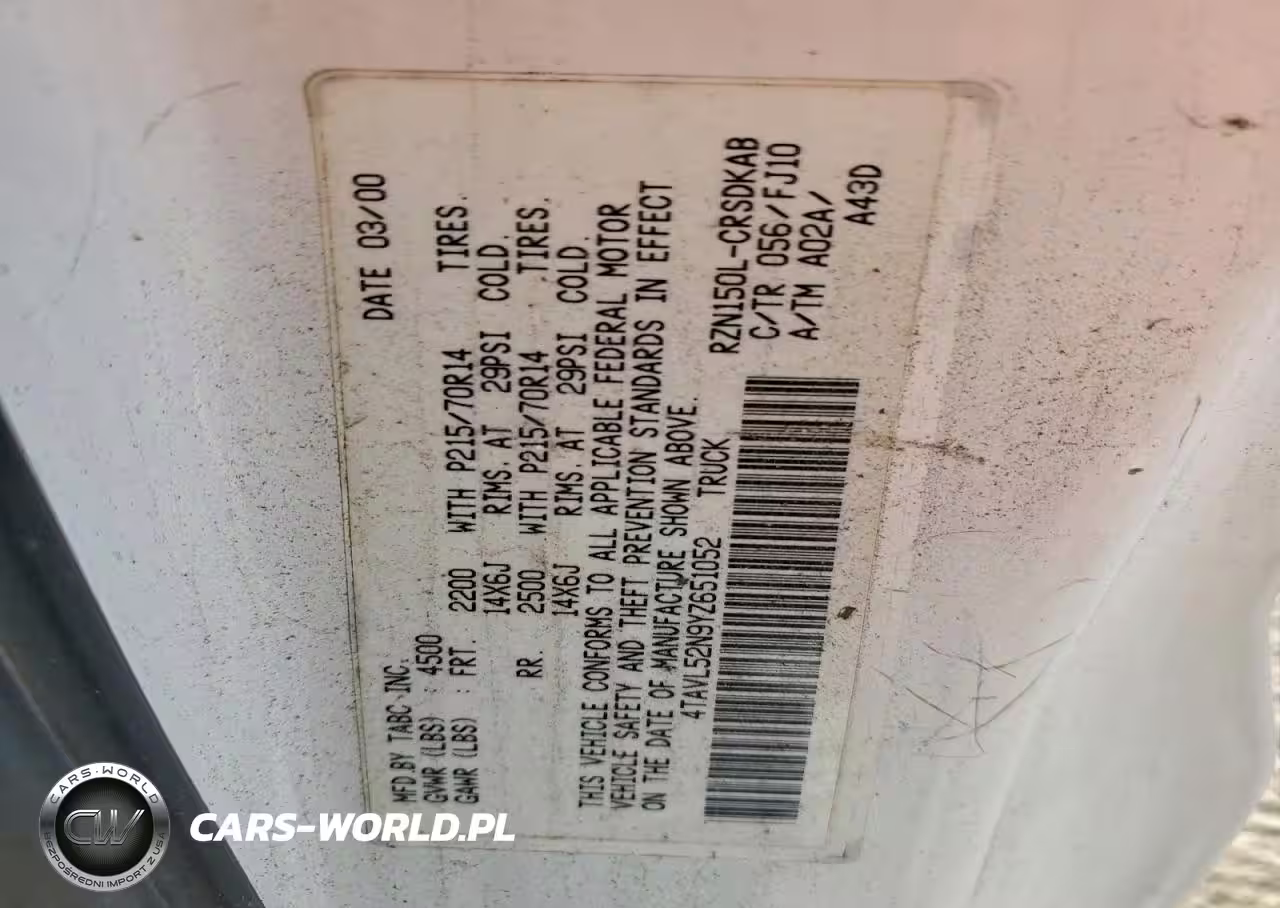 MFD.BY TABC INC. DATE 03/00
GVWR (LBS) : 4500
GAWR (LBS) : FRT. 2200 WITH P215/70R14 TIRES.
14X6J RIMS. AT 29PSI COLD.
RR. 2500 WITH P215/70R14 TIRES.
14X6J RIMS. AT 29PSI COLD.
THIS VEHICLE CONFORMS TO ALL APPLICABLE FEDERAL MOTOR
VEHICLE SAFETY AND THEFT PREVENTION STANDARDS IN EFFECT
ON THE DATE OF MANUFACTURE SHOWN ABOVE.
4TAVL52N9YZ651052 TRUCK
RZN150L-CRSDKAB
C/TR 056/FJ10
A/TM A02A/
A43D
CARS-WORLD
CW
BEZPOŚREDNI IMPORT Z USA
CARS-WORLD.PL